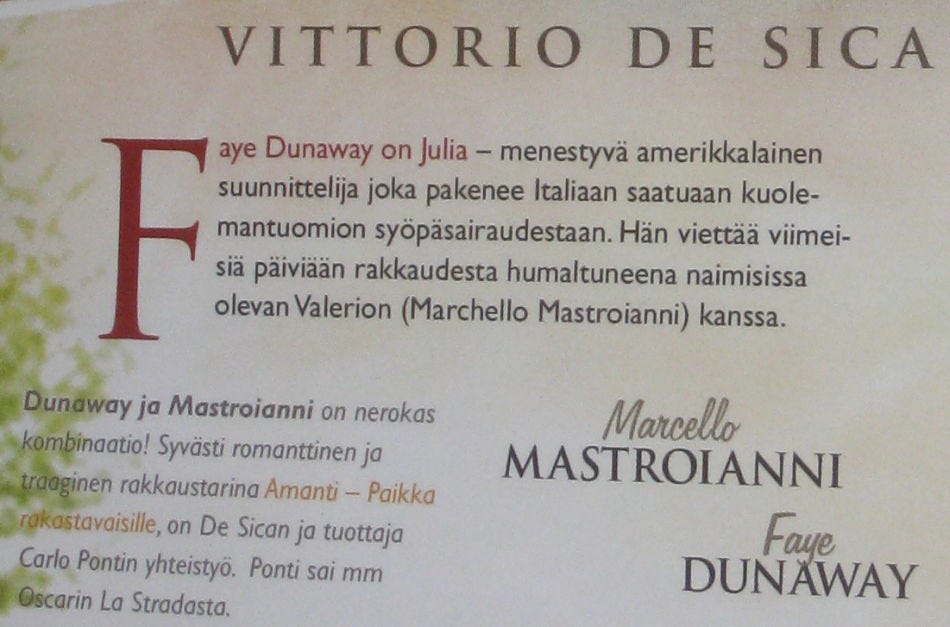 VITTORIO DE SICA
Faye Dunaway on Julia – menestyvä amerikkalainen
suunnittelija joka pakenee Italiaan saatuaan kuole-
mantuomion syöpäsairaudestaan. Hän viettää viimei-
siä päiviään rakkaudesta humaltuneena naimisissa
olevan Valerion (Marchello Mastroianni) kanssa.
Dunaway ja Mastroianni on nerokas
kombinaatio! Syvästi romanttinen ja
traaginen rakkaustarina Amanti – Paikka
rakastavaisille, on De Sican ja tuottaja
Carlo Pontin yhteistyö. Ponti sai mm
Oscarin La Stradasta.
Marcello
MASTROIANNI
Faye
DUNAWAY